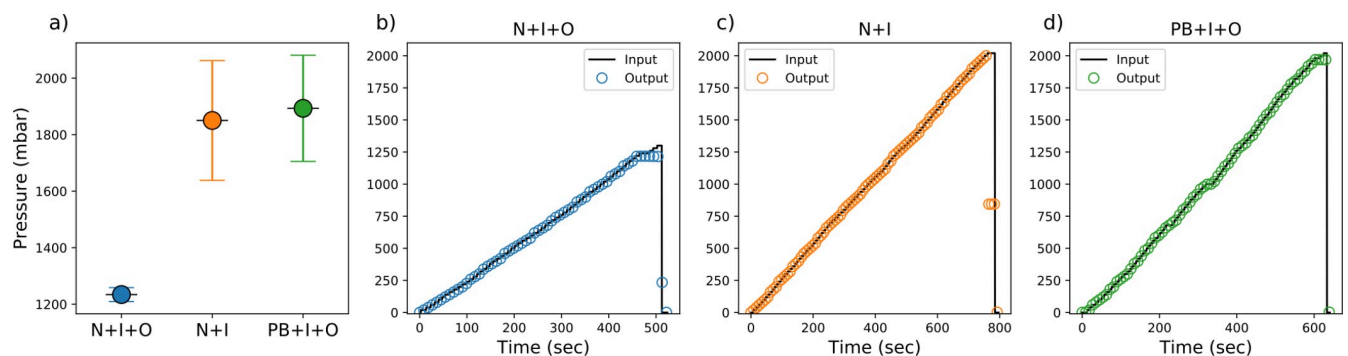 a)
Pressure (mbar)
2000
1800
1600
1400
1200
N+I+O N+I PB+I+O
b)
N+I+O
Input
Output
2000
1750
1500
1250
1000
750
500
250
0
0 100 200 300 400 500
Time (sec)
c)
N+I
Input
Output
2000
1750
1500
1250
1000
750
500
250
0
0 200 400 600 800
Time (sec)
d)
PB+I+O
Input
Output
2000
1750
1500
1250
1000
750
500
250
0
0 200 400 600
Time (sec)